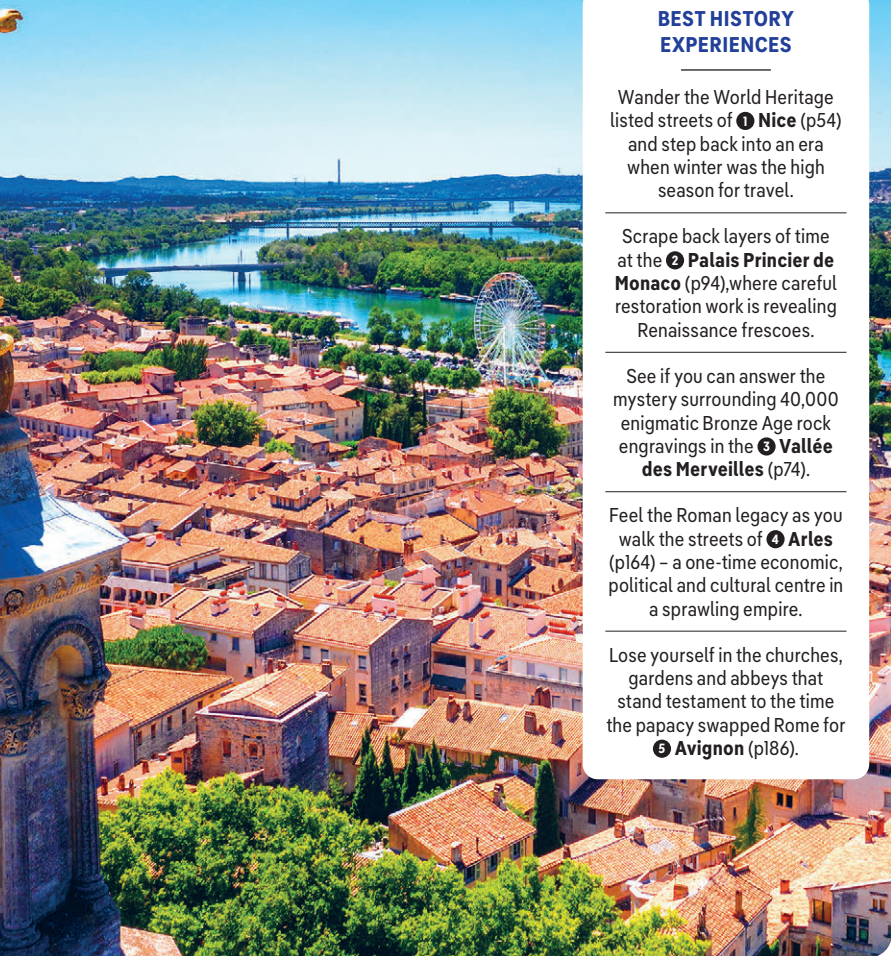 BEST HISTORY
EXPERIENCES
Wander the World Heritage
listed streets of ❶ Nice (p54)
and step back into an era
when winter was the high
season for travel.
Scrape back layers of time
at the ❷ Palais Princier de
Monaco (p94),where careful
restoration work is revealing
Renaissance frescoes.
See if you can answer the
mystery surrounding 40,000
enigmatic Bronze Age rock
engravings in the ❸ Vallée
des Merveilles (p74).
Feel the Roman legacy as you
walk the streets of ❹ Arles
(p164) – a one-time economic,
political and cultural centre in
a sprawling empire.
Lose yourself in the churches,
gardens and abbeys that
stand testament to the time
the papacy swapped Rome for
❺ Avignon (p186).